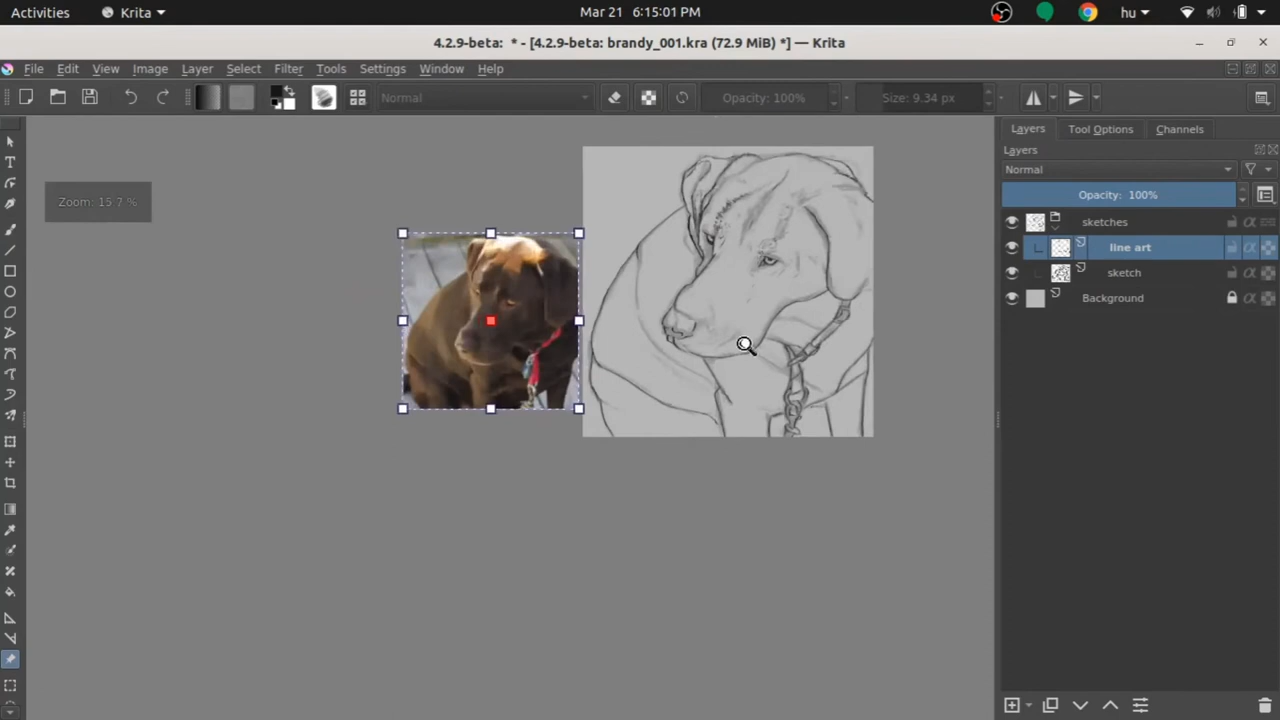 Activities Krita Mar 21 6:15:01 PM hu
4.2.9-beta:  * - [4.2.9-beta: brandy_001.kra (72.9 MiB) *] — Krita
File Edit View Image Layer Select Filter Tools Settings Window Help
Normal Opacity: 100% Size: 9.34 px
Layers Tool Options Channels
Layers
Normal
Opacity: 100%
Zoom: 15.7 %
sketches
line art
sketch
Background